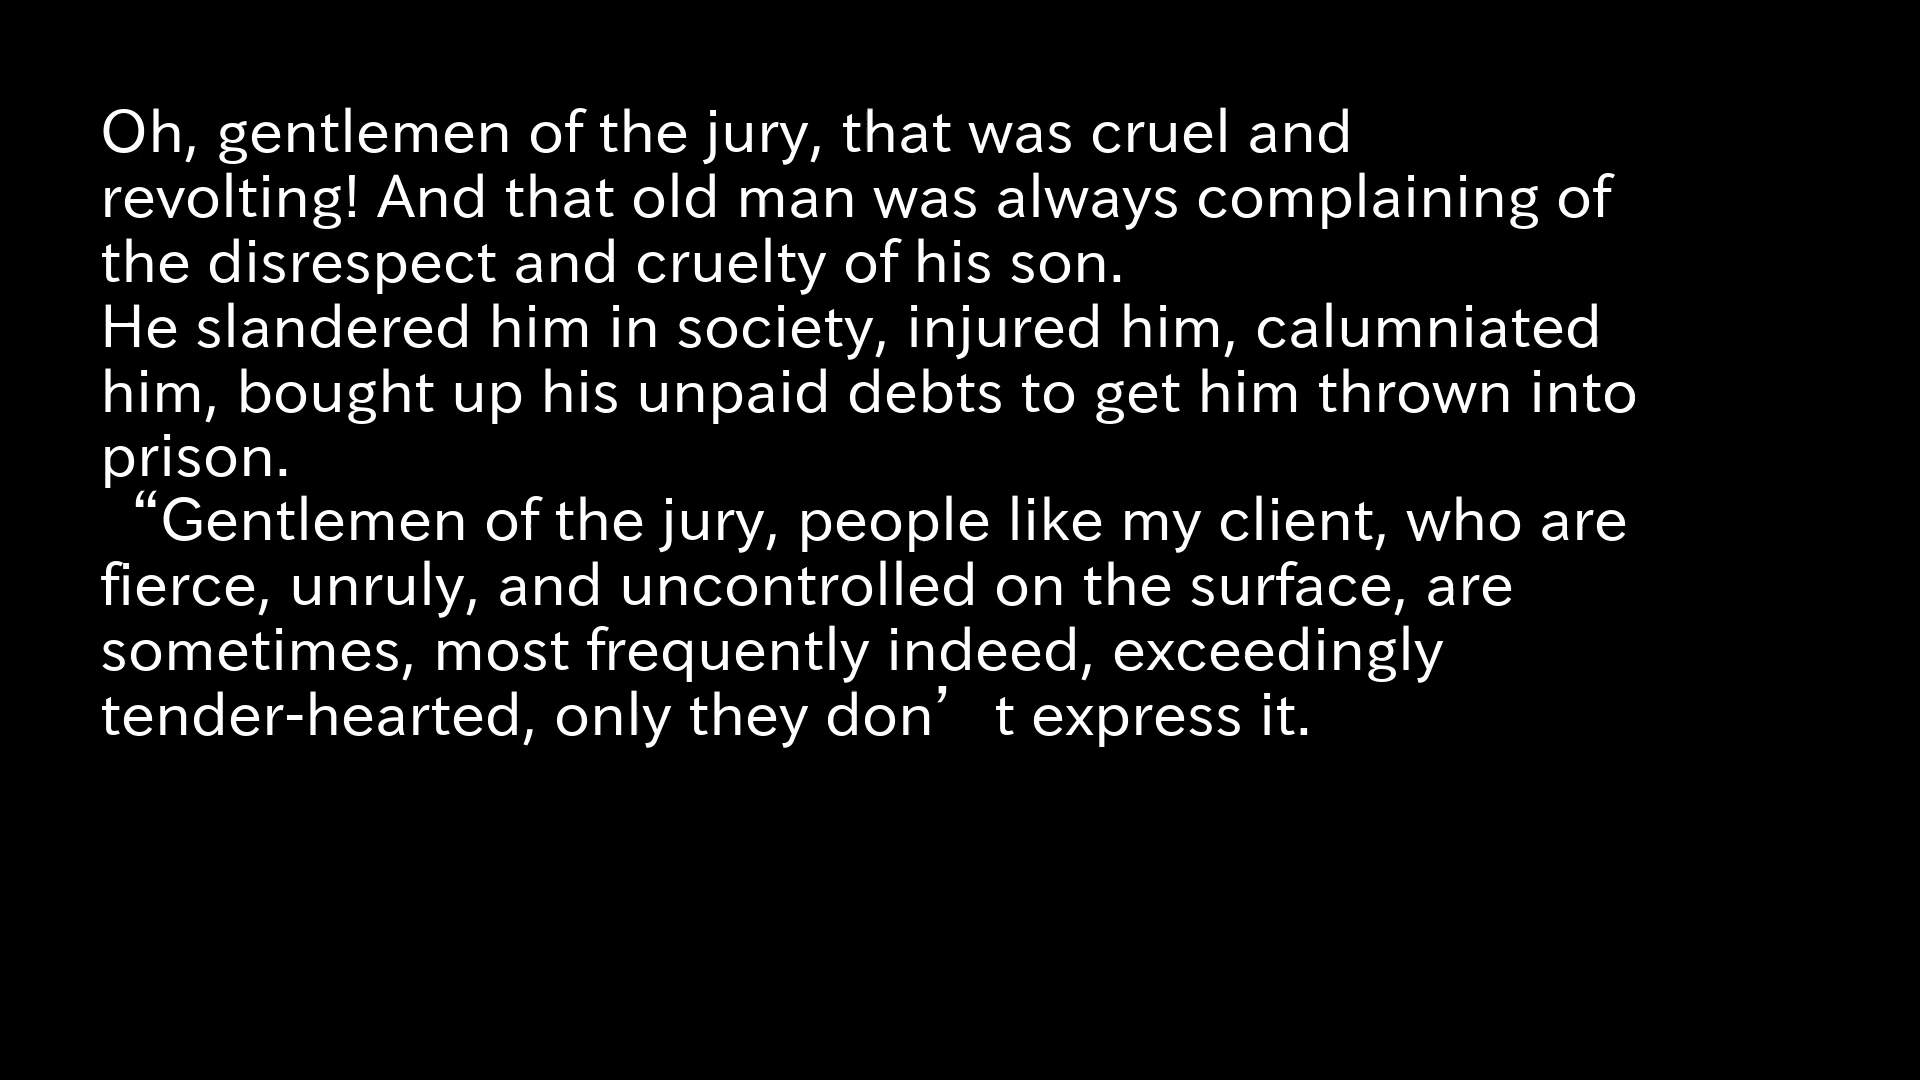 Oh, gentlemen of the jury, that was cruel and
revolting! And that old man was always complaining of
the disrespect and cruelty of his son.
He slandered him in society, injured him, calumniated
him, bought up his unpaid debts to get him thrown into
prison.
“Gentlemen of the jury, people like my client, who are
fierce, unruly, and uncontrolled on the surface, are
sometimes, most frequently indeed, exceedingly
tender-hearted, only they don’t express it.